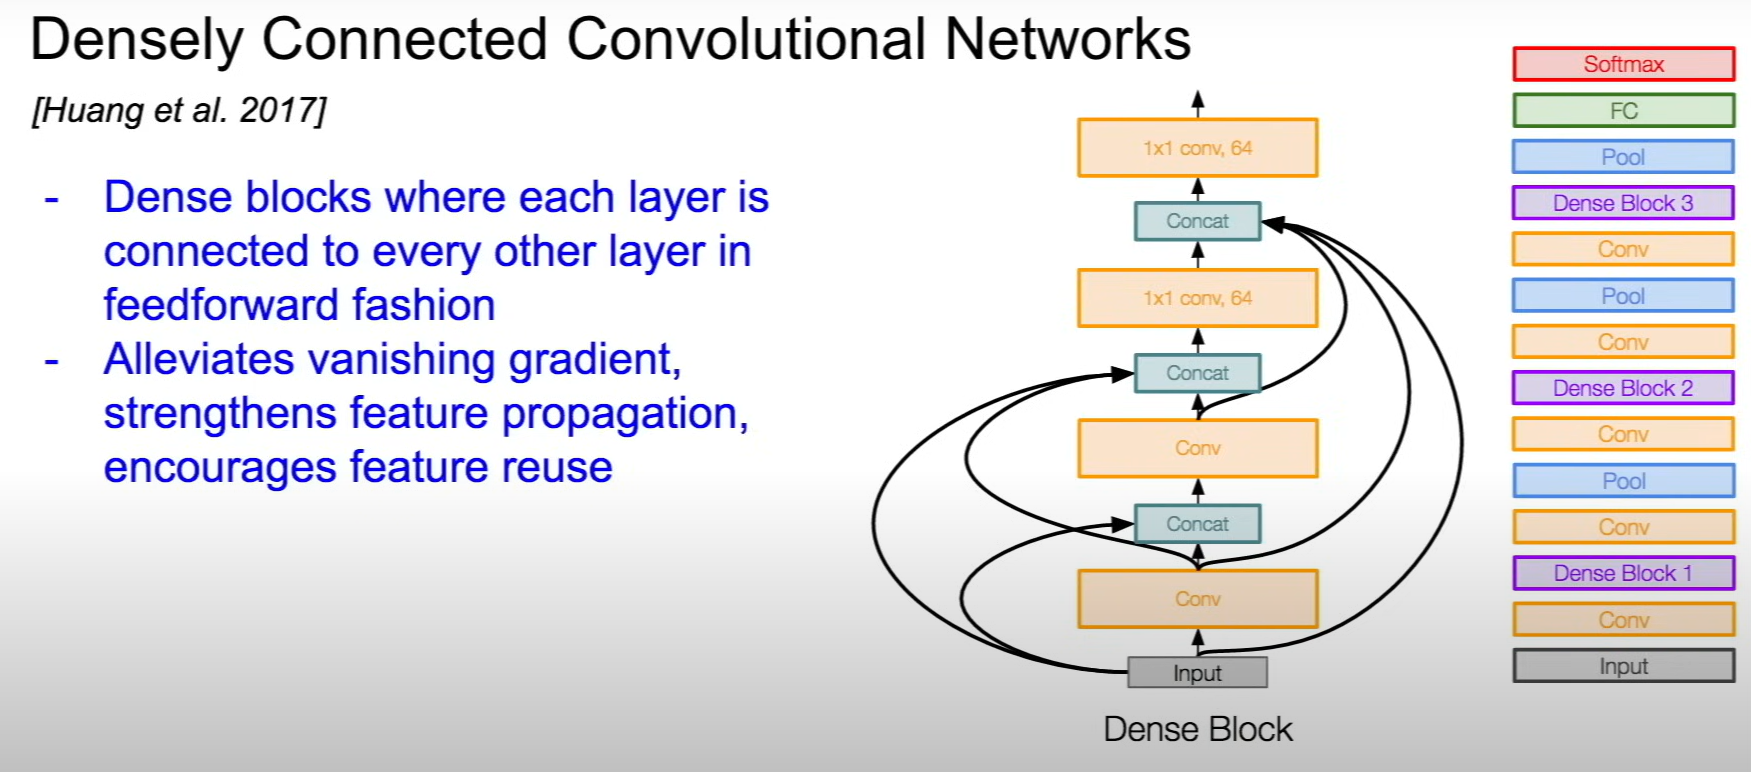 Densely Connected Convolutional Networks
[Huang et al. 2017]
- Dense blocks where each layer is
connected to every other layer in
feedforward fashion
- Alleviates vanishing gradient,
strengthens feature propagation,
encourages feature reuse
1x1 conv, 64
Concat
1x1 conv, 64
Concat
Conv
Concat
Conv
Input
Dense Block
Softmax
FC
Pool
Dense Block 3
Conv
Pool
Conv
Dense Block 2
Conv
Pool
Conv
Dense Block 1
Conv
Input